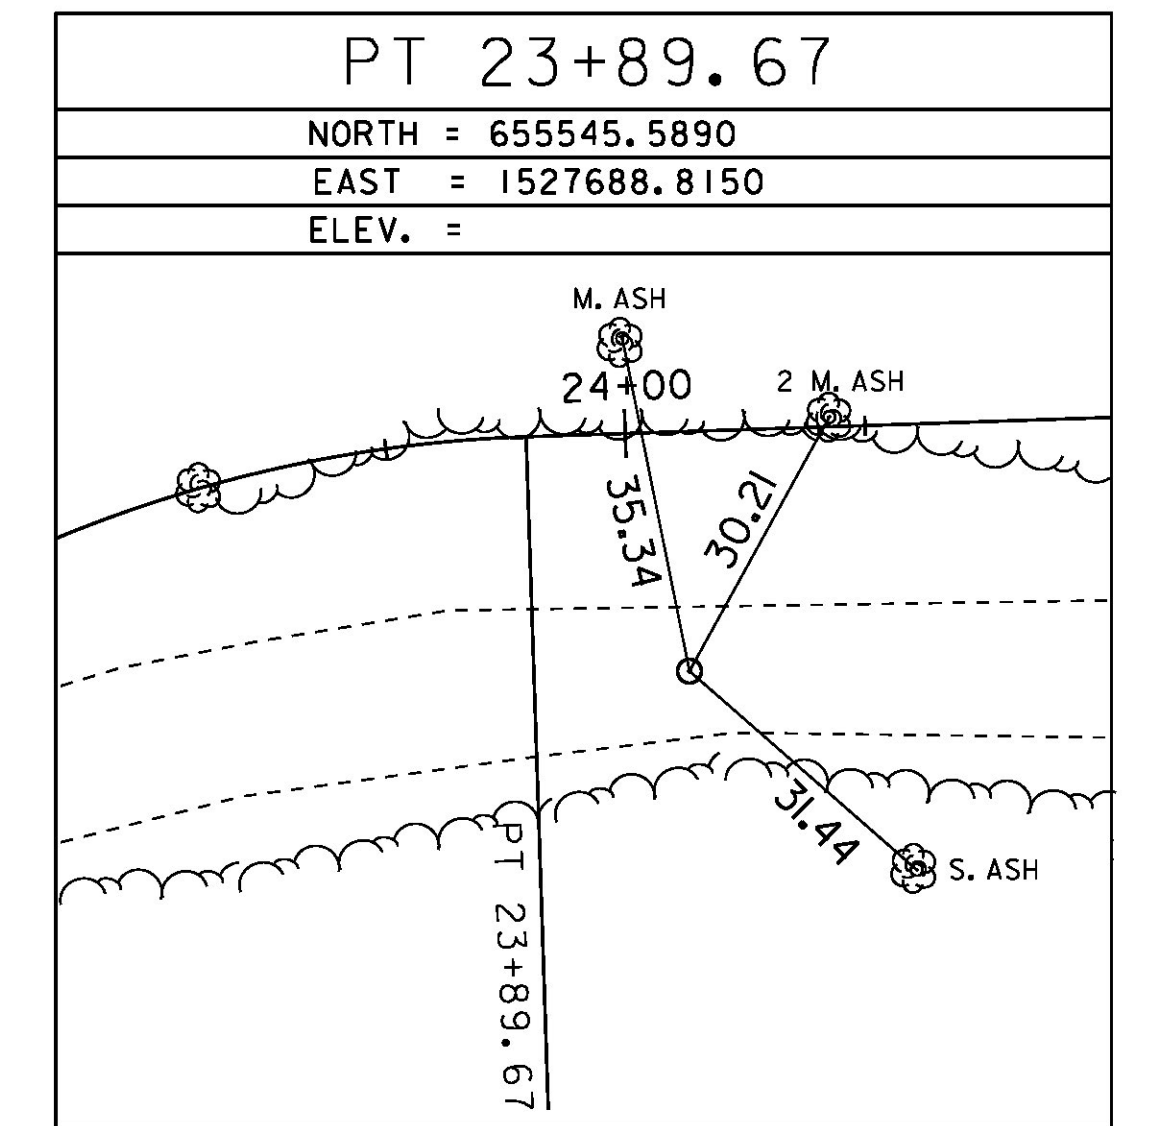 PT 23+89.67
NORTH = 655545.5890
EAST = 1527688.8150
ELEV. =
M. ASH
24+00
2 M. ASH
35.34
30.21
31.44
S. ASH
PT 23+89.67